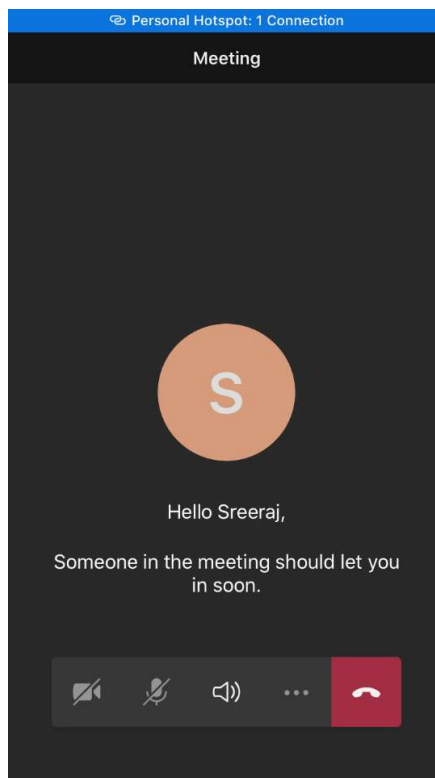 Personal Hotspot: 1 Connection
Meeting
S
Hello Sreeraj,
Someone in the meeting should let you
in soon.